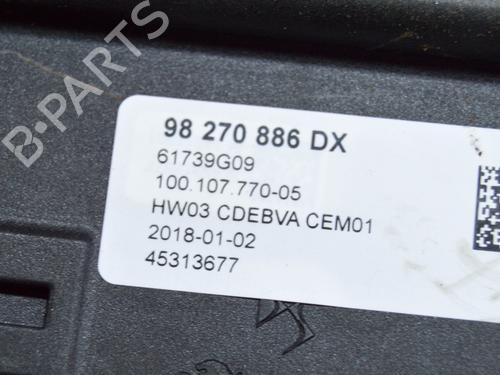 B-PARTS
98 270 886 DX
61739G09
100.107.770-05
HW03 CDEBVA CEM01
2018-01-02
45313677